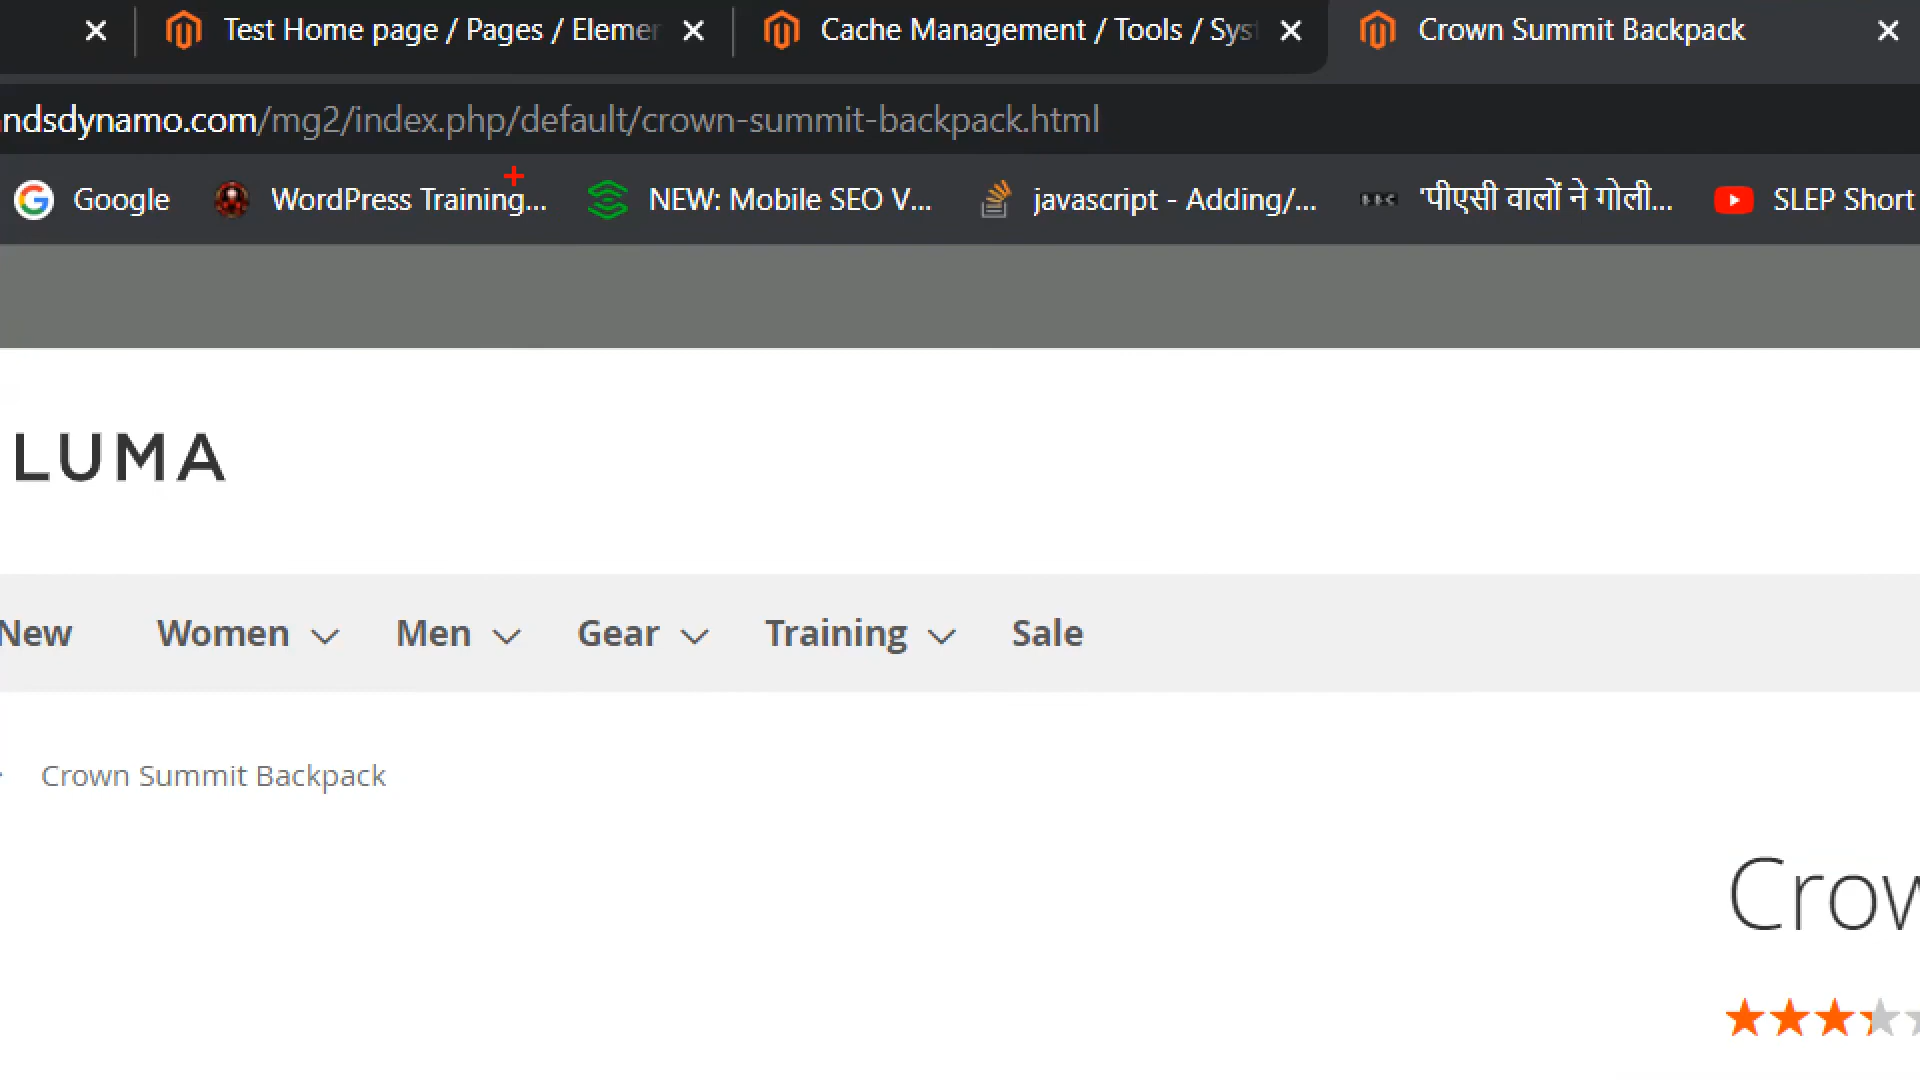 Test Home page / Pages / Elemen
Cache Management / Tools / Syst
Crown Summit Backpack
ndsdynamo.com/mg2/index.php/default/crown-summit-backpack.html
Google
WordPress Training...
NEW: Mobile SEO V...
javascript - Adding/...
'पीएसी वालों ने गोली...
SLEP Short
LUMA
New
Women
Men
Gear
Training
Sale
Crown Summit Backpack
Crow